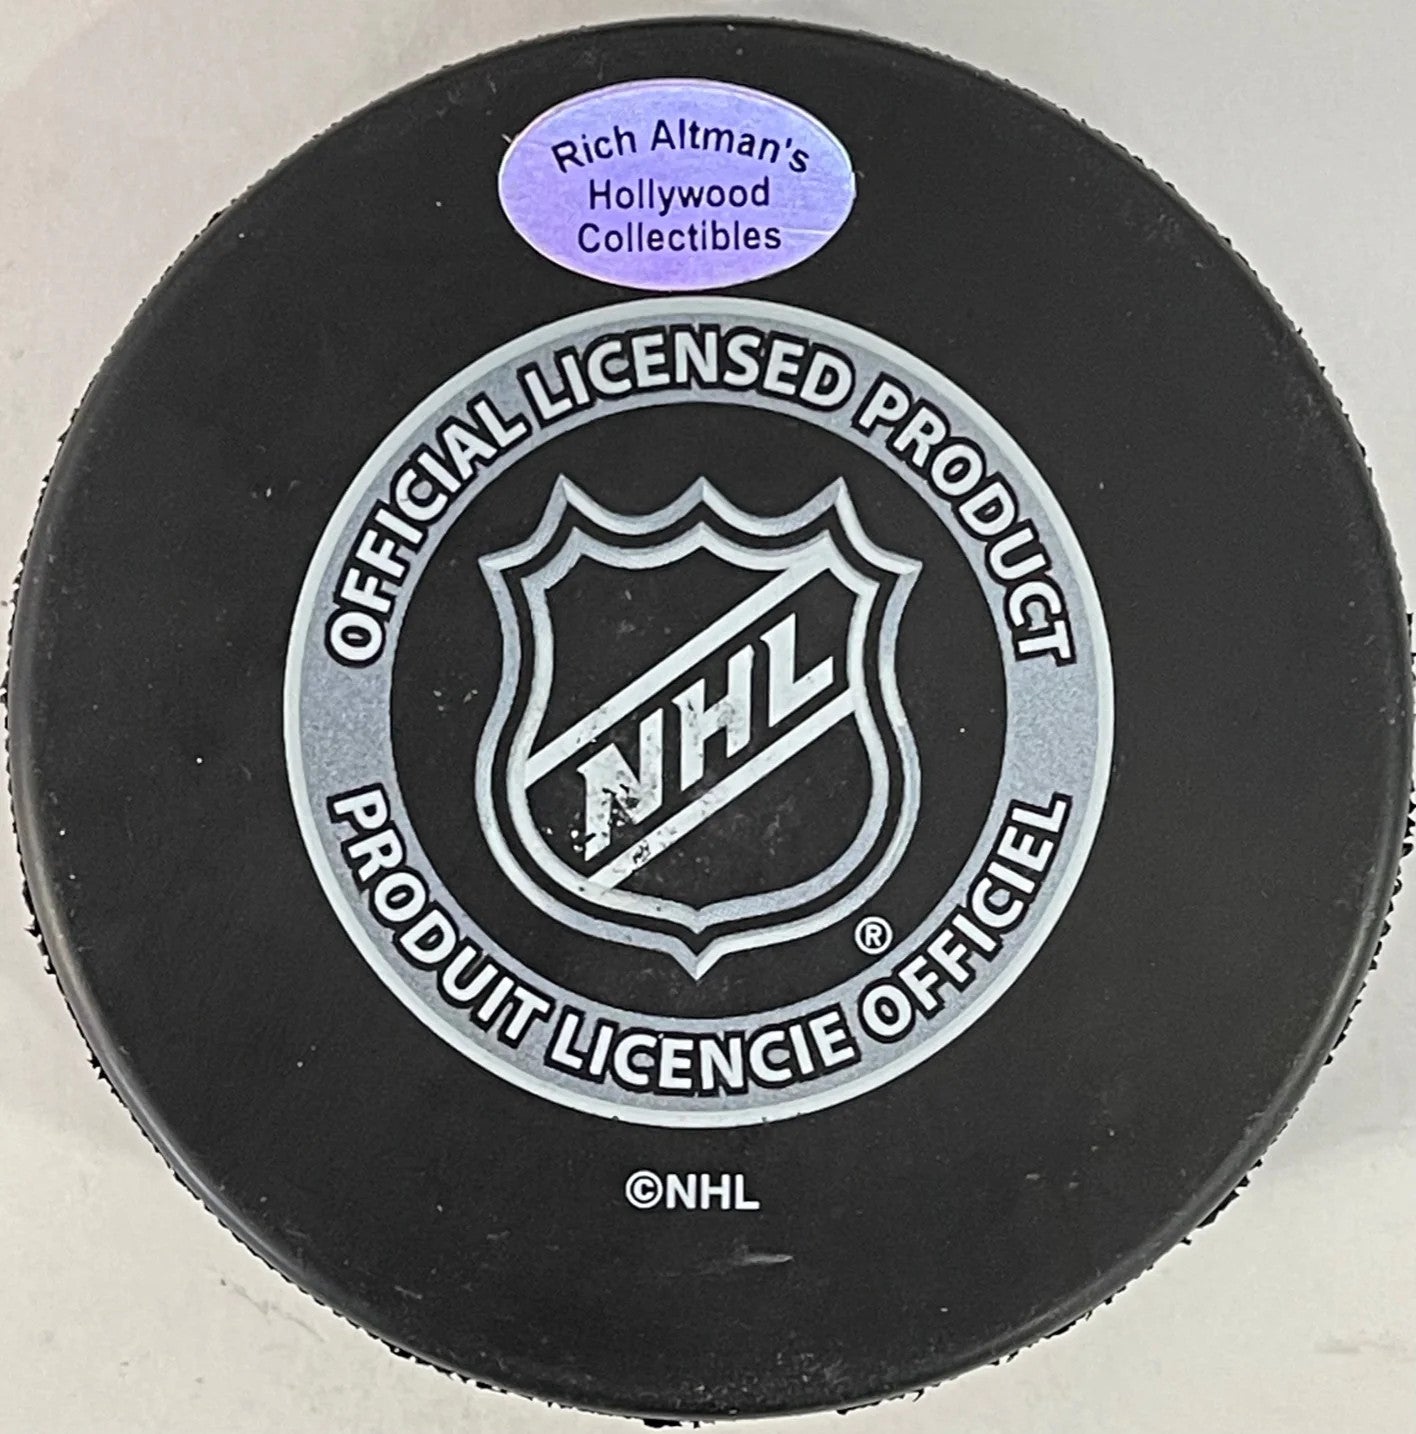 Rich Altman's
Hollywood
Collectibles
OFFICIAL LICENSED PRODUCT
NHL
®
PRODUIT LICENCIE OFFICIEL
©NHL